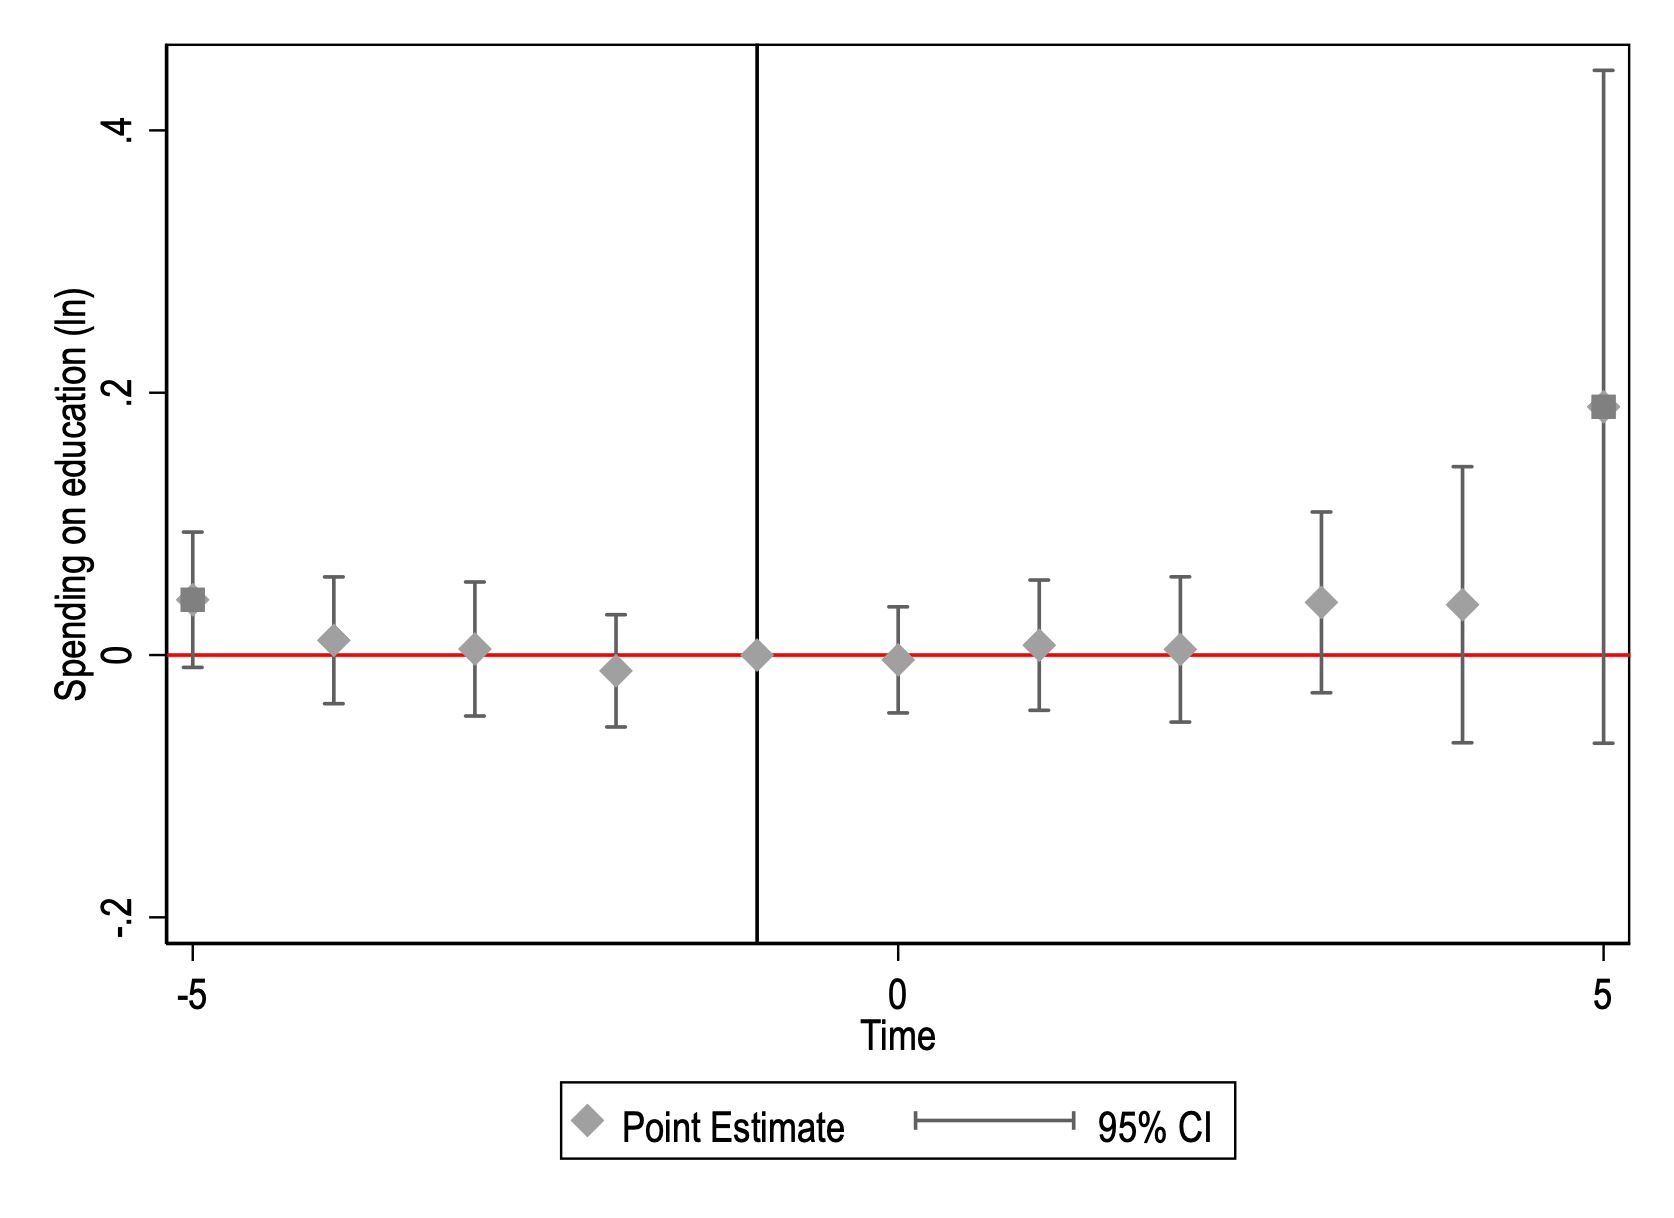 Spending on education (ln)
.4
.2
0
-.2
-5
0
5
Time
Point Estimate
95% CI